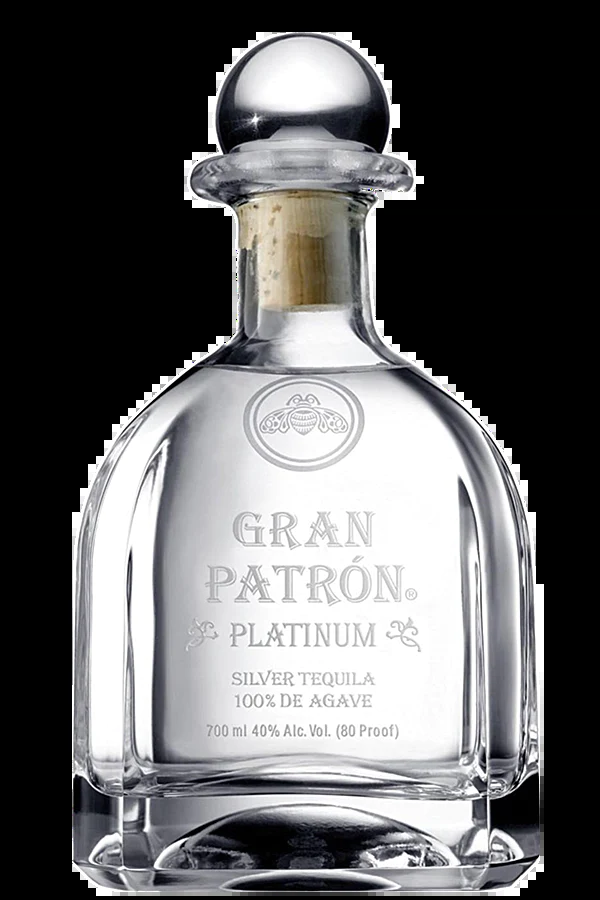 GRAN
PATRÓN®
PLATINUM
SILVER TEQUILA
100% DE AGAVE
700 ml 40% Alc. Vol. (80 Proof)